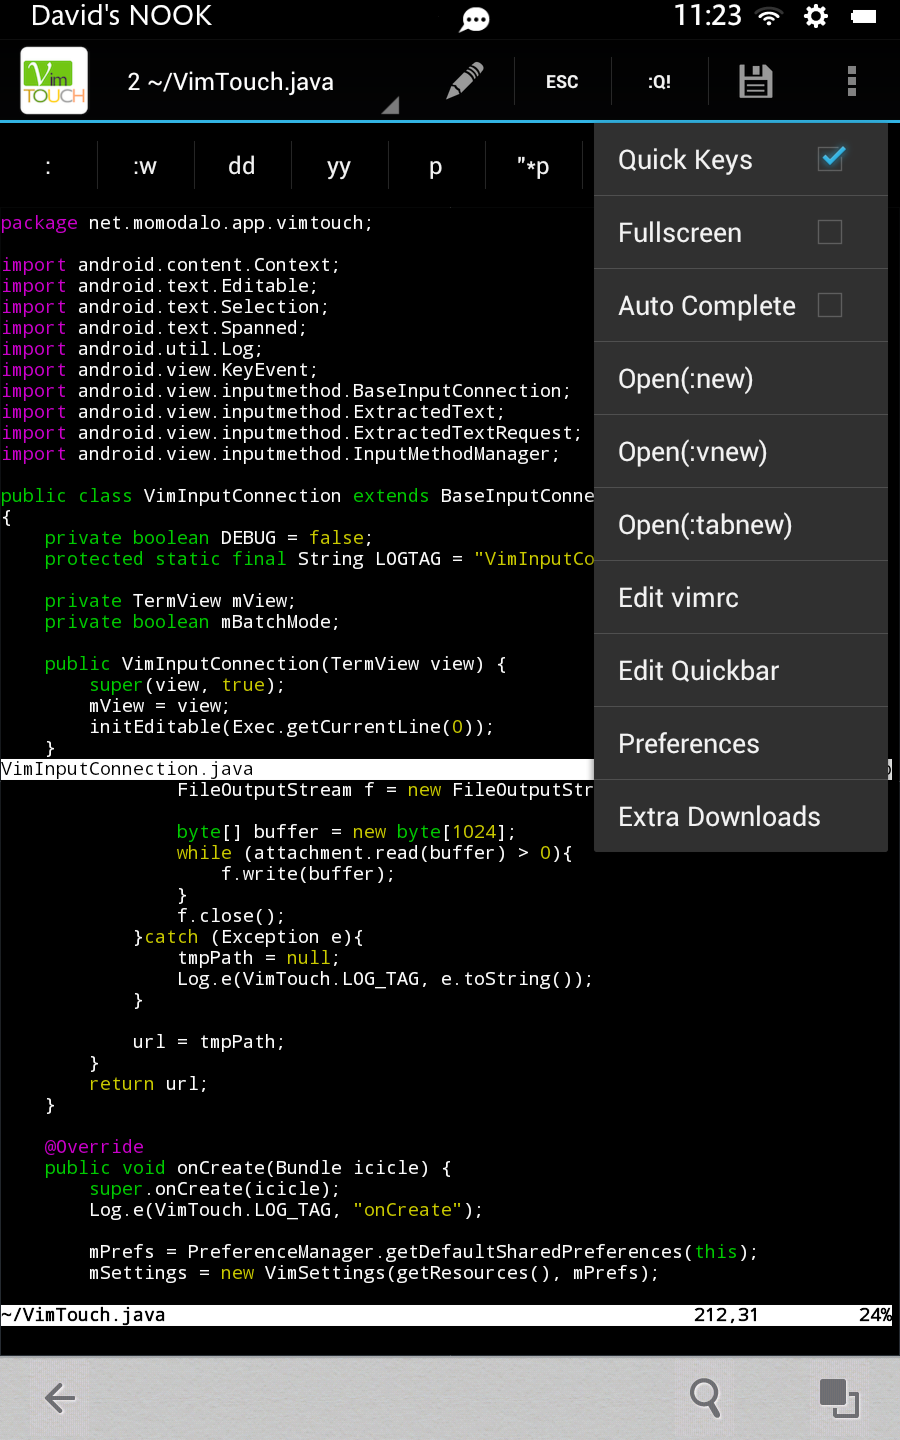 David's NOOK
11:23
Vim
TOUCH
2 ~/VimTouch.java
ESC
:Q!
: :w dd yy p "*p
Quick Keys
Fullscreen
Auto Complete
Open(:new)
Open(:vnew)
Open(:tabnew)
Edit vimrc
Edit Quickbar
Preferences
Extra Downloads
package net.momodalo.app.vimtouch;
import android.content.Context;
import android.text.Editable;
import android.text.Selection;
import android.text.Spanned;
import android.util.Log;
import android.view.KeyEvent;
import android.view.inputmethod.BaseInputConnection;
import android.view.inputmethod.ExtractedText;
import android.view.inputmethod.ExtractedTextRequest;
import android.view.inputmethod.InputMethodManager;
public class VimInputConnection extends BaseInputConne
{
private boolean DEBUG = false;
protected static final String LOGTAG = "VimInputCo
private TermView mView;
private boolean mBatchMode;
public VimInputConnection(TermView view) {
super(view, true);
mView = view;
initEditable(Exec.getCurrentLine(0));
}
VimInputConnection.java
FileOutputStream f = new FileOutputStr
byte[] buffer = new byte[1024];
while (attachment.read(buffer) > 0){
f.write(buffer);
}
f.close();
}catch (Exception e){
tmpPath = null;
Log.e(VimTouch.LOG_TAG, e.toString());
}
url = tmpPath;
}
return url;
}
@Override
public void onCreate(Bundle icicle) {
super.onCreate(icicle);
Log.e(VimTouch.LOG_TAG, "onCreate");
mPrefs = PreferenceManager.getDefaultSharedPreferences(this);
mSettings = new VimSettings(getResources(), mPrefs);
~/VimTouch.java 212,31 24%